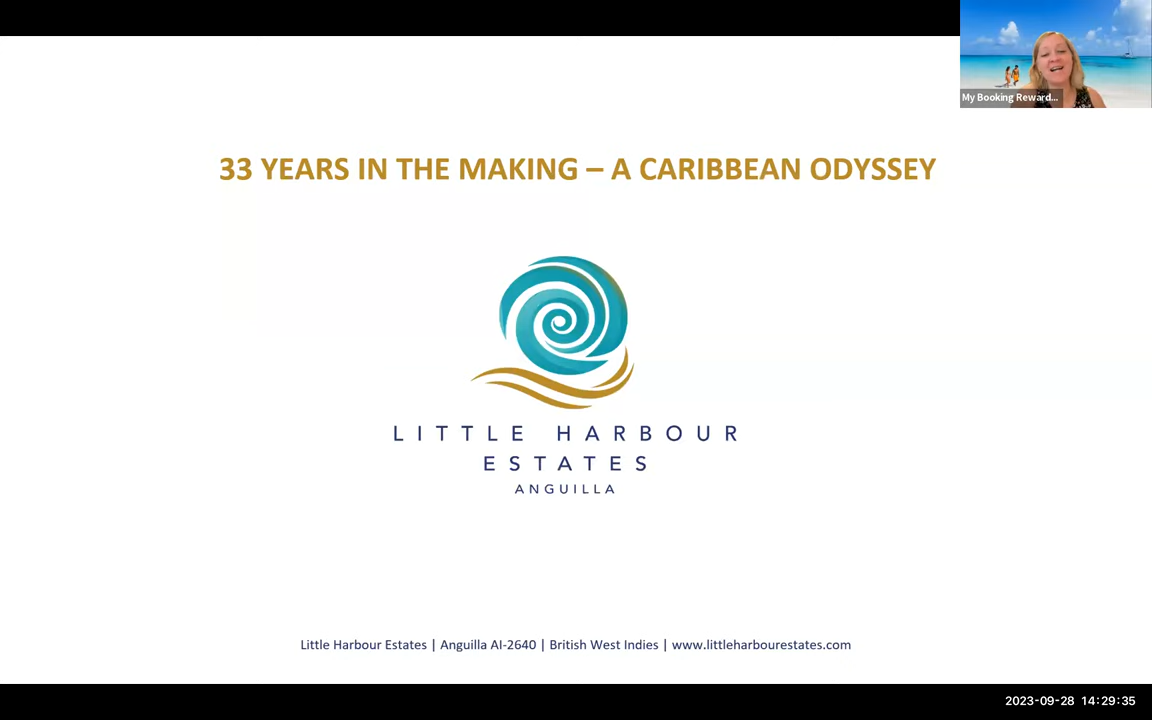 My Booking Reward...
33 YEARS IN THE MAKING – A CARIBBEAN ODYSSEY
LITTLE HARBOUR
ESTATES
ANGUILLA
Little Harbour Estates | Anguilla AI-2640 | British West Indies | www.littleharbourestates.com
2023-09-28 14:29:35